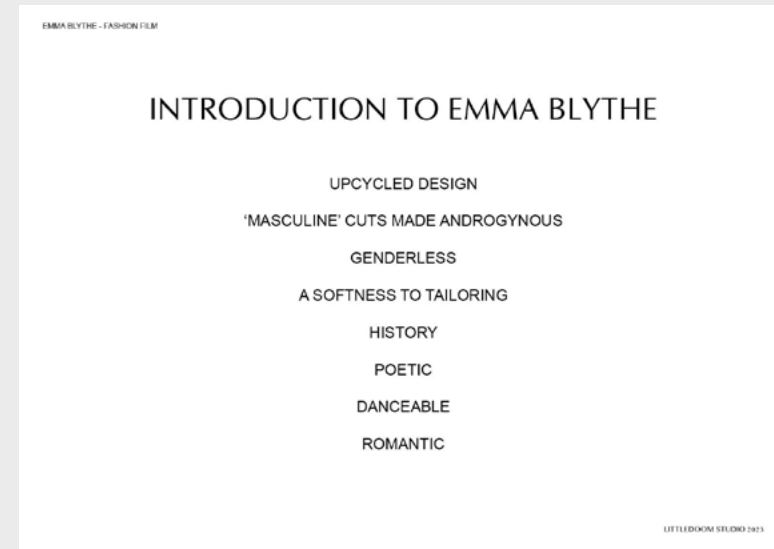 EMMA BLYTHE - FASHION FILM
INTRODUCTION TO EMMA BLYTHE
UPCYCLED DESIGN
‘MASCULINE’ CUTS MADE ANDROGYNOUS
GENDERLESS
A SOFTNESS TO TAILORING
HISTORY
POETIC
DANCEABLE
ROMANTIC
LITTLEDOOM STUDIO 2023